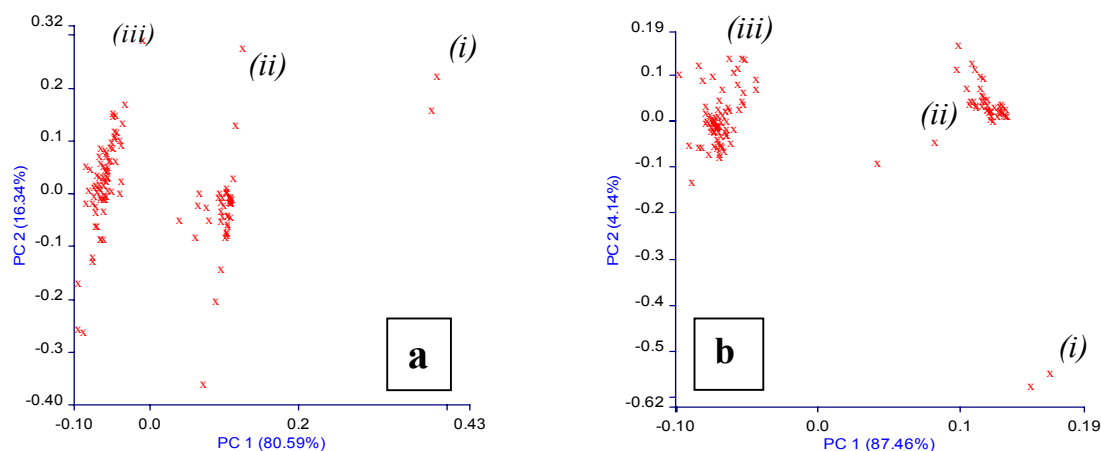 0.32
0.2
0.1
0.0
-0.1
-0.2
-0.3
-0.40
PC 2 (16.34%)
(iii)
(ii)
(i)
a
-0.10
0.0
0.2
0.43
PC 1 (80.59%)
0.19
0.1
0.0
-0.1
-0.2
-0.3
-0.4
-0.5
-0.62
PC 2 (4.14%)
(iii)
(ii)
(i)
b
-0.10
0.0
0.1
0.19
PC 1 (87.46%)